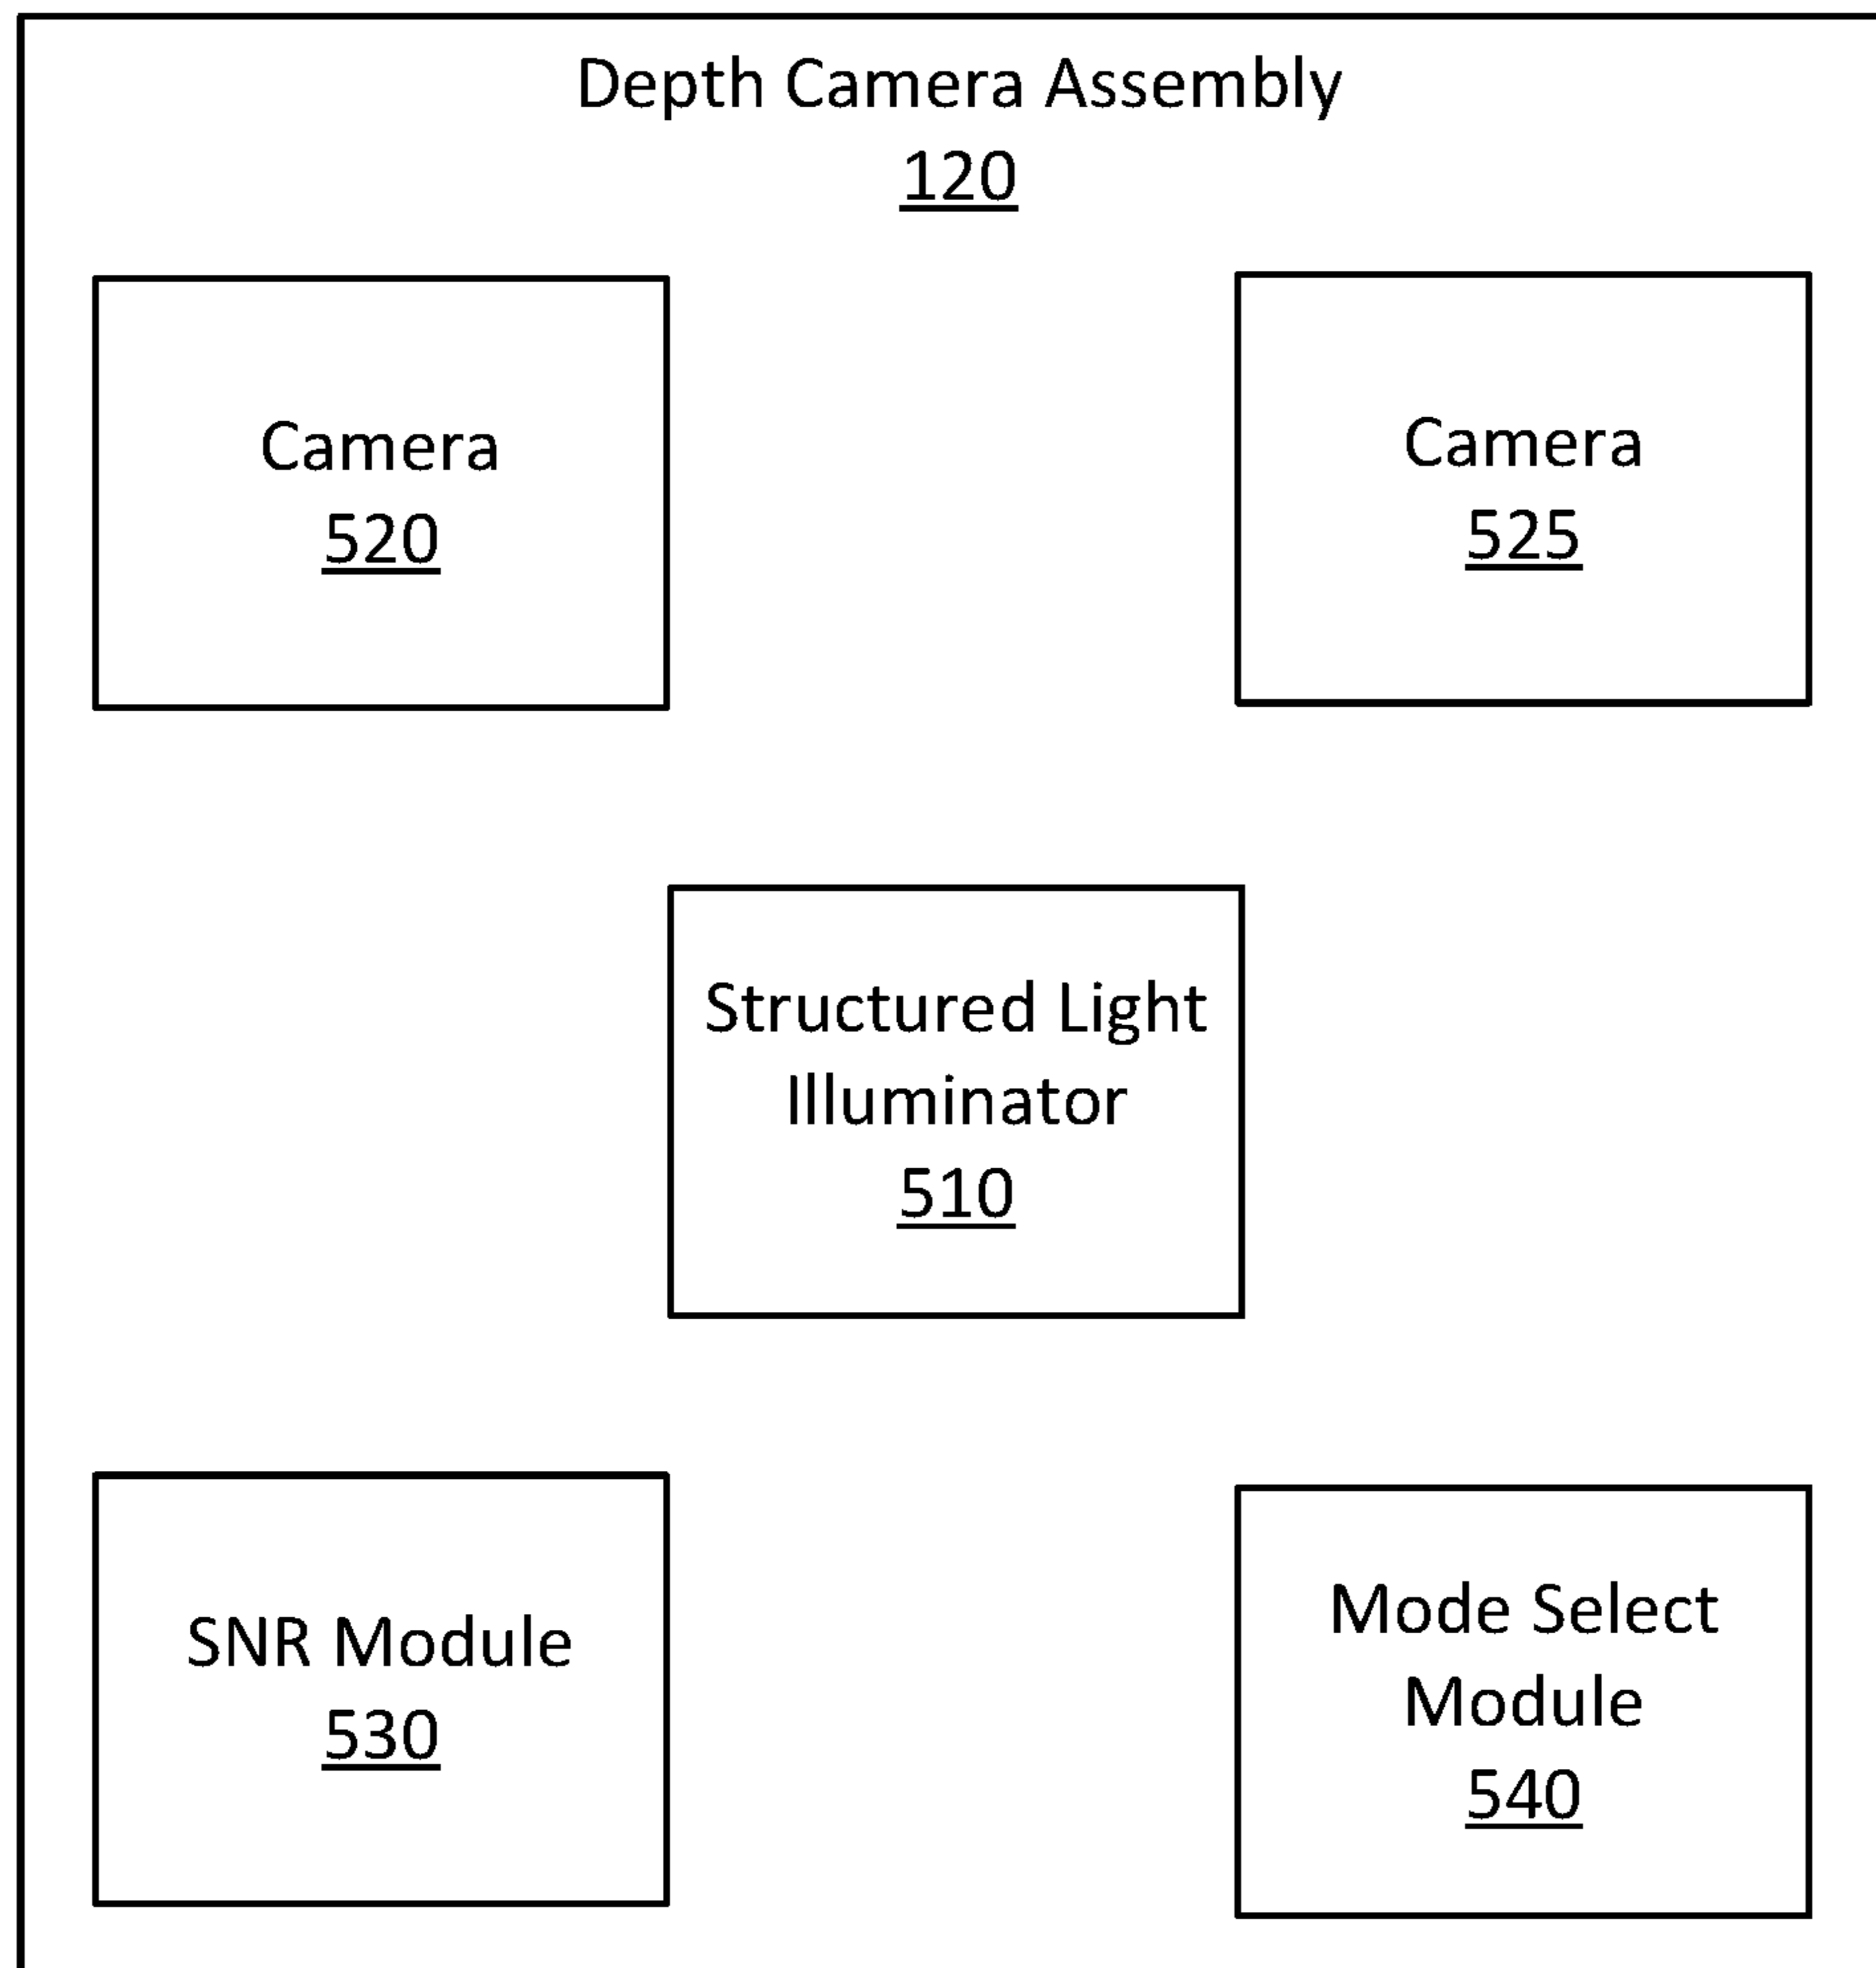 Depth Camera Assembly
120
Camera
520
Camera
525
Structured Light
Illuminator
510
SNR Module
530
Mode Select
Module
540